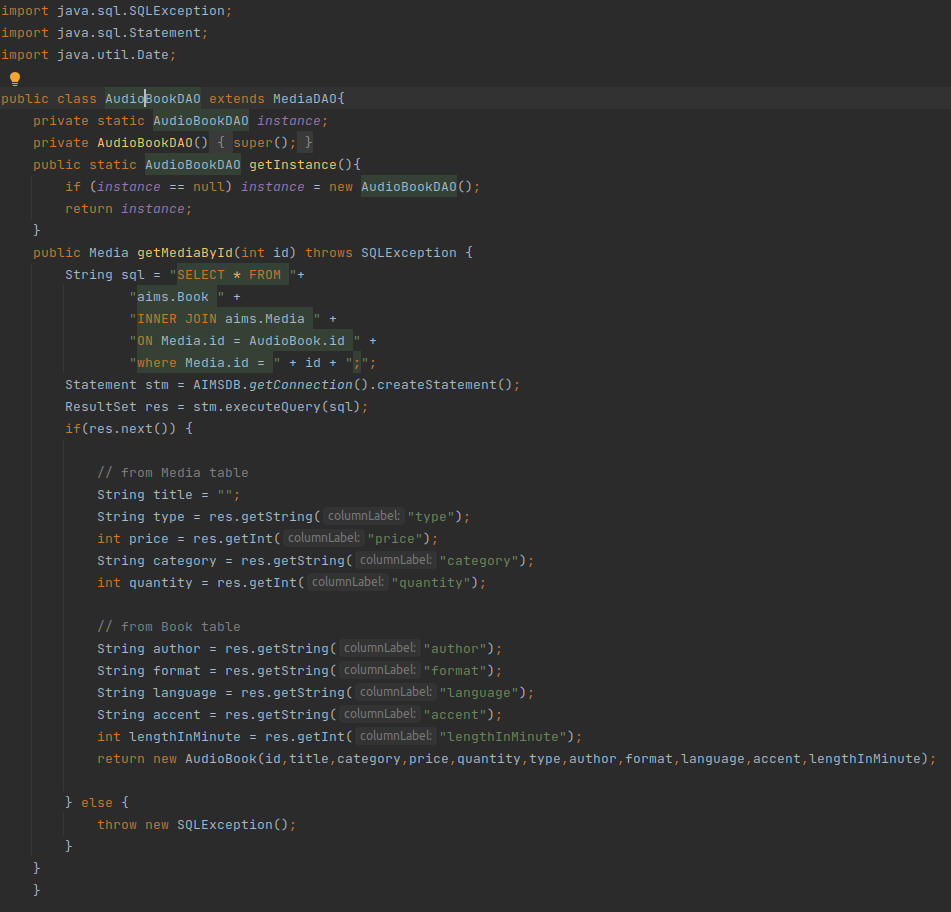 import java.sql.SQLException;
import java.sql.Statement;
import java.util.Date;
public class AudioBookDAO extends MediaDAO{
    private static AudioBookDAO instance;
    private AudioBookDAO() { super(); }
    public static AudioBookDAO getInstance(){
        if (instance == null) instance = new AudioBookDAO();
        return instance;
    }
    public Media getMediaById(int id) throws SQLException {
        String sql = "SELECT * FROM "+
                "aims.Book " +
                "INNER JOIN aims.Media " +
                "ON Media.id = AudioBook.id " +
                "where Media.id = " + id + ";";
        Statement stm = AIMSDB.getConnection().createStatement();
        ResultSet res = stm.executeQuery(sql);
        if(res.next()) {
            // from Media table
            String title = "";
            String type = res.getString( columnLabel: "type");
            int price = res.getInt( columnLabel: "price");
            String category = res.getString( columnLabel: "category");
            int quantity = res.getInt( columnLabel: "quantity");
            // from Book table
            String author = res.getString( columnLabel: "author");
            String format = res.getString( columnLabel: "format");
            String language = res.getString( columnLabel: "language");
            String accent = res.getString( columnLabel: "accent");
            int lengthInMinute = res.getInt( columnLabel: "lengthInMinute");
            return new AudioBook(id,title,category,price,quantity,type,author,format,language,accent,lengthInMinute);
        } else {
            throw new SQLException();
        }
    }
    }